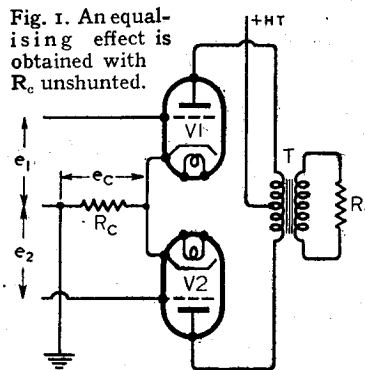 Fig. 1. An equal-
ising effect is
obtained with
Rc unshunted.
+HT
V1
e1
ec
T
R
Rc
e2
V2